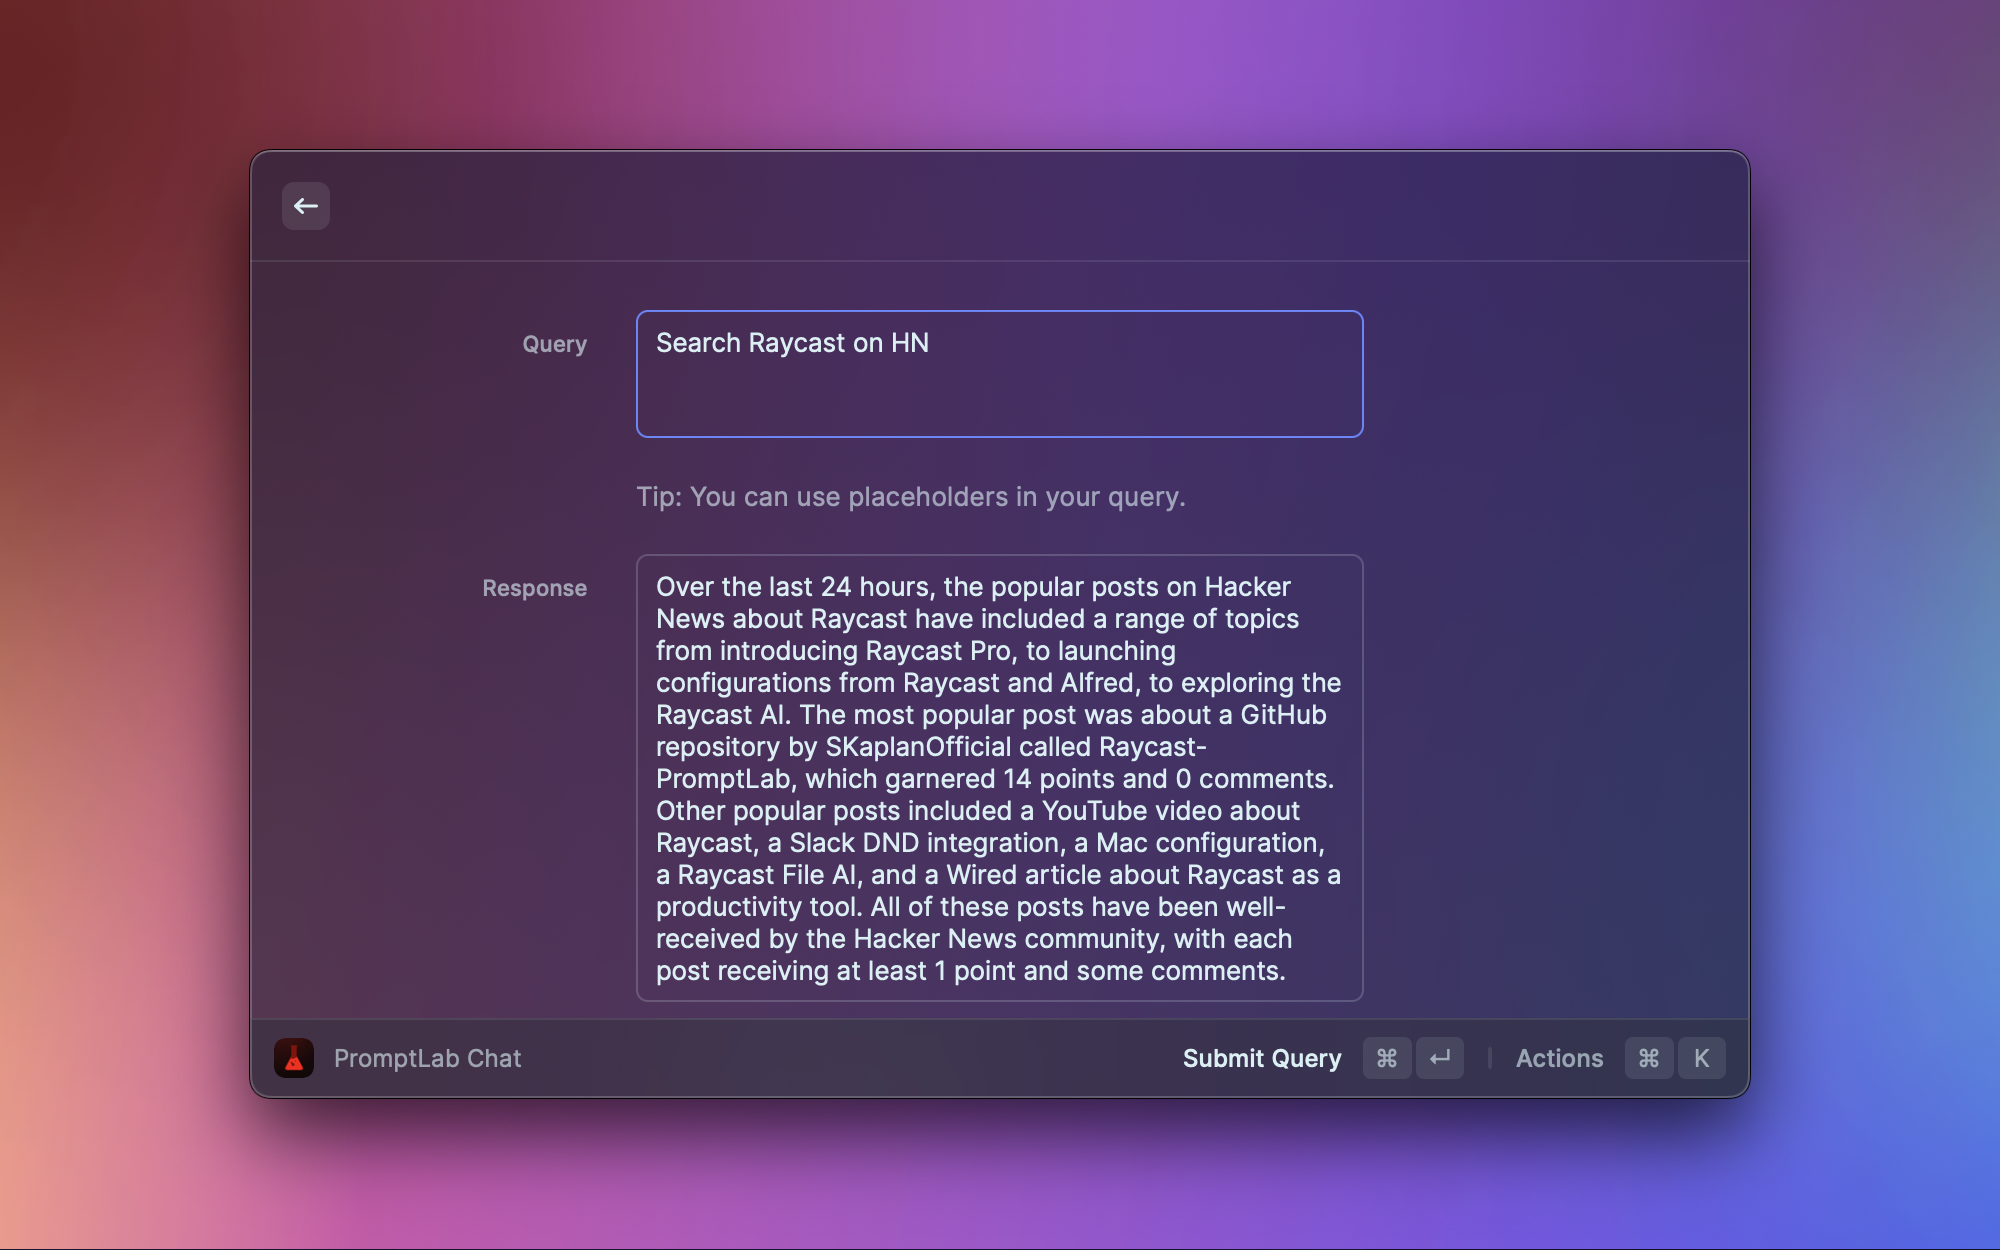 Query
Search Raycast on HN
Tip: You can use placeholders in your query.
Response
Over the last 24 hours, the popular posts on Hacker
News about Raycast have included a range of topics
from introducing Raycast Pro, to launching
configurations from Raycast and Alfred, to exploring the
Raycast AI. The most popular post was about a GitHub
repository by SKaplanOfficial called Raycast-
PromptLab, which garnered 14 points and 0 comments.
Other popular posts included a YouTube video about
Raycast, a Slack DND integration, a Mac configuration,
a Raycast File AI, and a Wired article about Raycast as a
productivity tool. All of these posts have been well-
received by the Hacker News community, with each
post receiving at least 1 point and some comments.
PromptLab Chat
Submit Query ⌘ ↵ | Actions ⌘ K